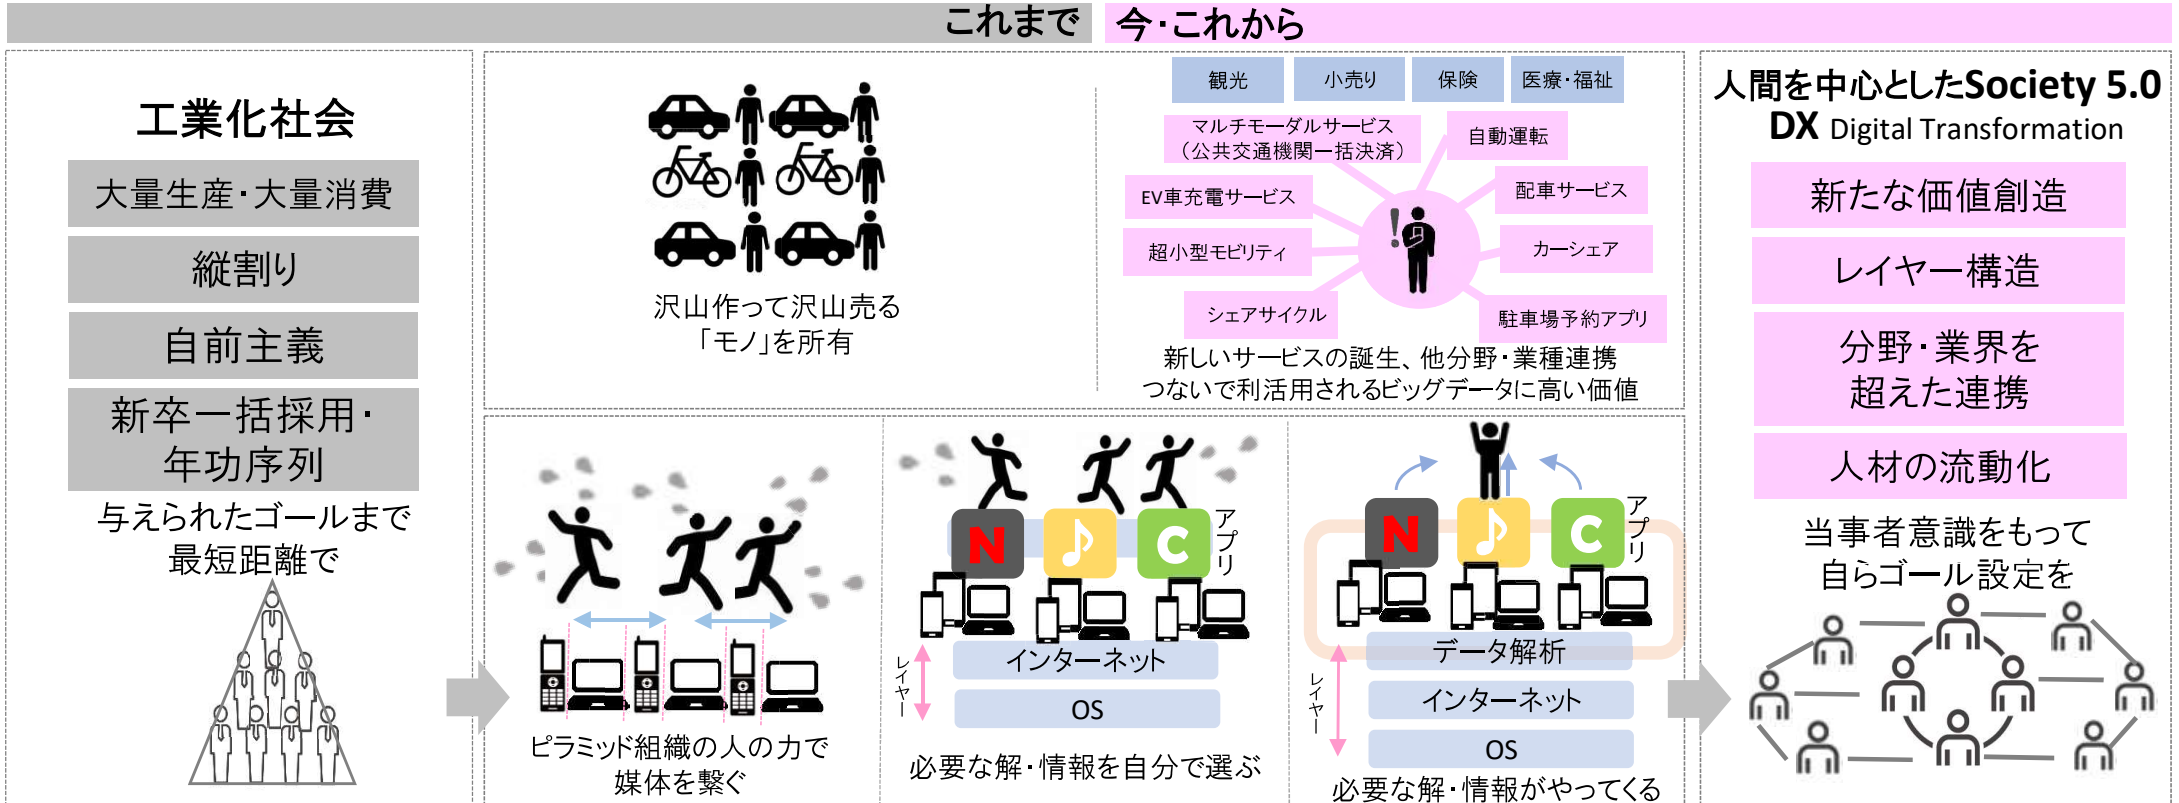 これまで
今・これから
工業化社会
大量生産・大量消費
縦割り
自前主義
新卒一括採用・
年功序列
与えられたゴールまで
最短距離で
沢山作って沢山売る
「モノ」を所有
観光
小売り
保険
医療・福祉
マルチモーダルサービス
（公共交通機関一括決済）
自動運転
EV車充電サービス
配車サービス
超小型モビリティ
カーシェア
シェアサイクル
駐車場予約アプリ
!
新しいサービスの誕生、他分野・業種連携
つないで利活用されるビッグデータに高い価値
ピラミッド組織の人の力で
媒体を繋ぐ
N
♪
C
アプリ
レイヤー
インターネット
OS
必要な解・情報を自分で選ぶ
N
♪
C
アプリ
レイヤー
データ解析
インターネット
OS
必要な解・情報がやってくる
人間を中心としたSociety 5.0
DX Digital Transformation
新たな価値創造
レイヤー構造
分野・業界を
超えた連携
人材の流動化
当事者意識をもって
自らゴール設定を